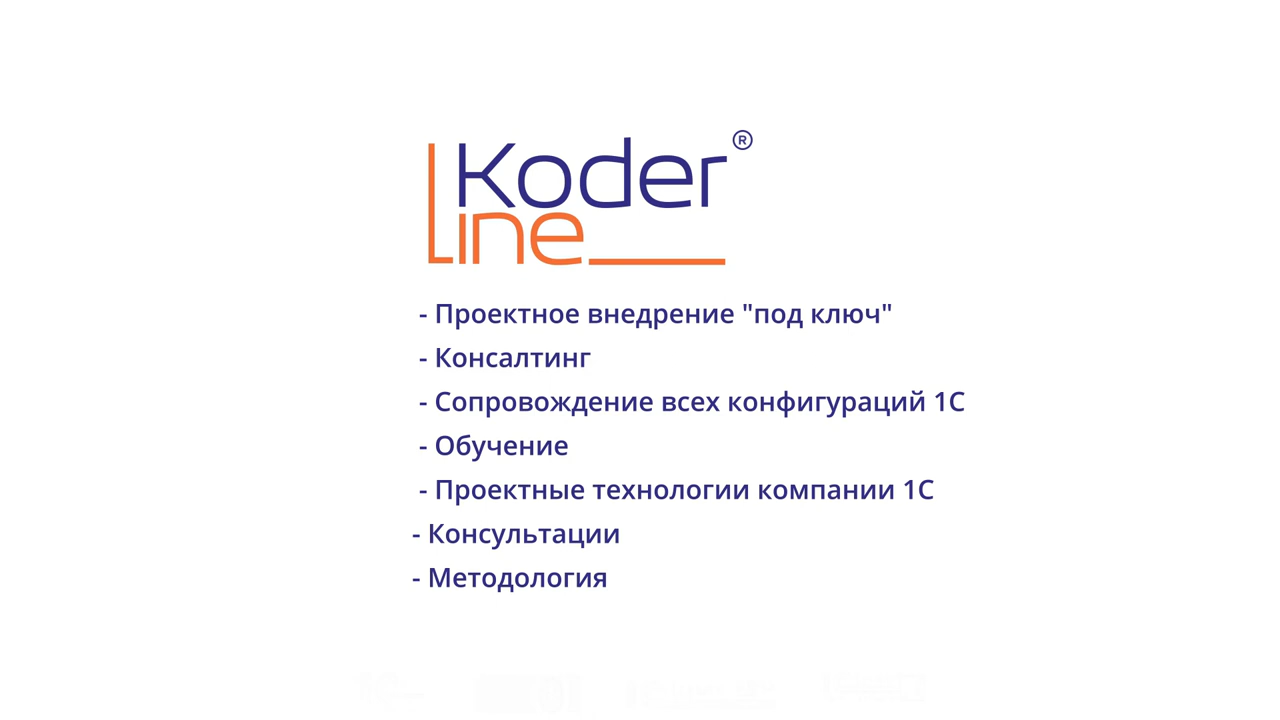 Koder ®
Line
- Проектное внедрение "под ключ"
- Консалтинг
- Сопровождение всех конфигураций 1С
- Обучение
- Проектные технологии компании 1С
- Консультации
- Методология